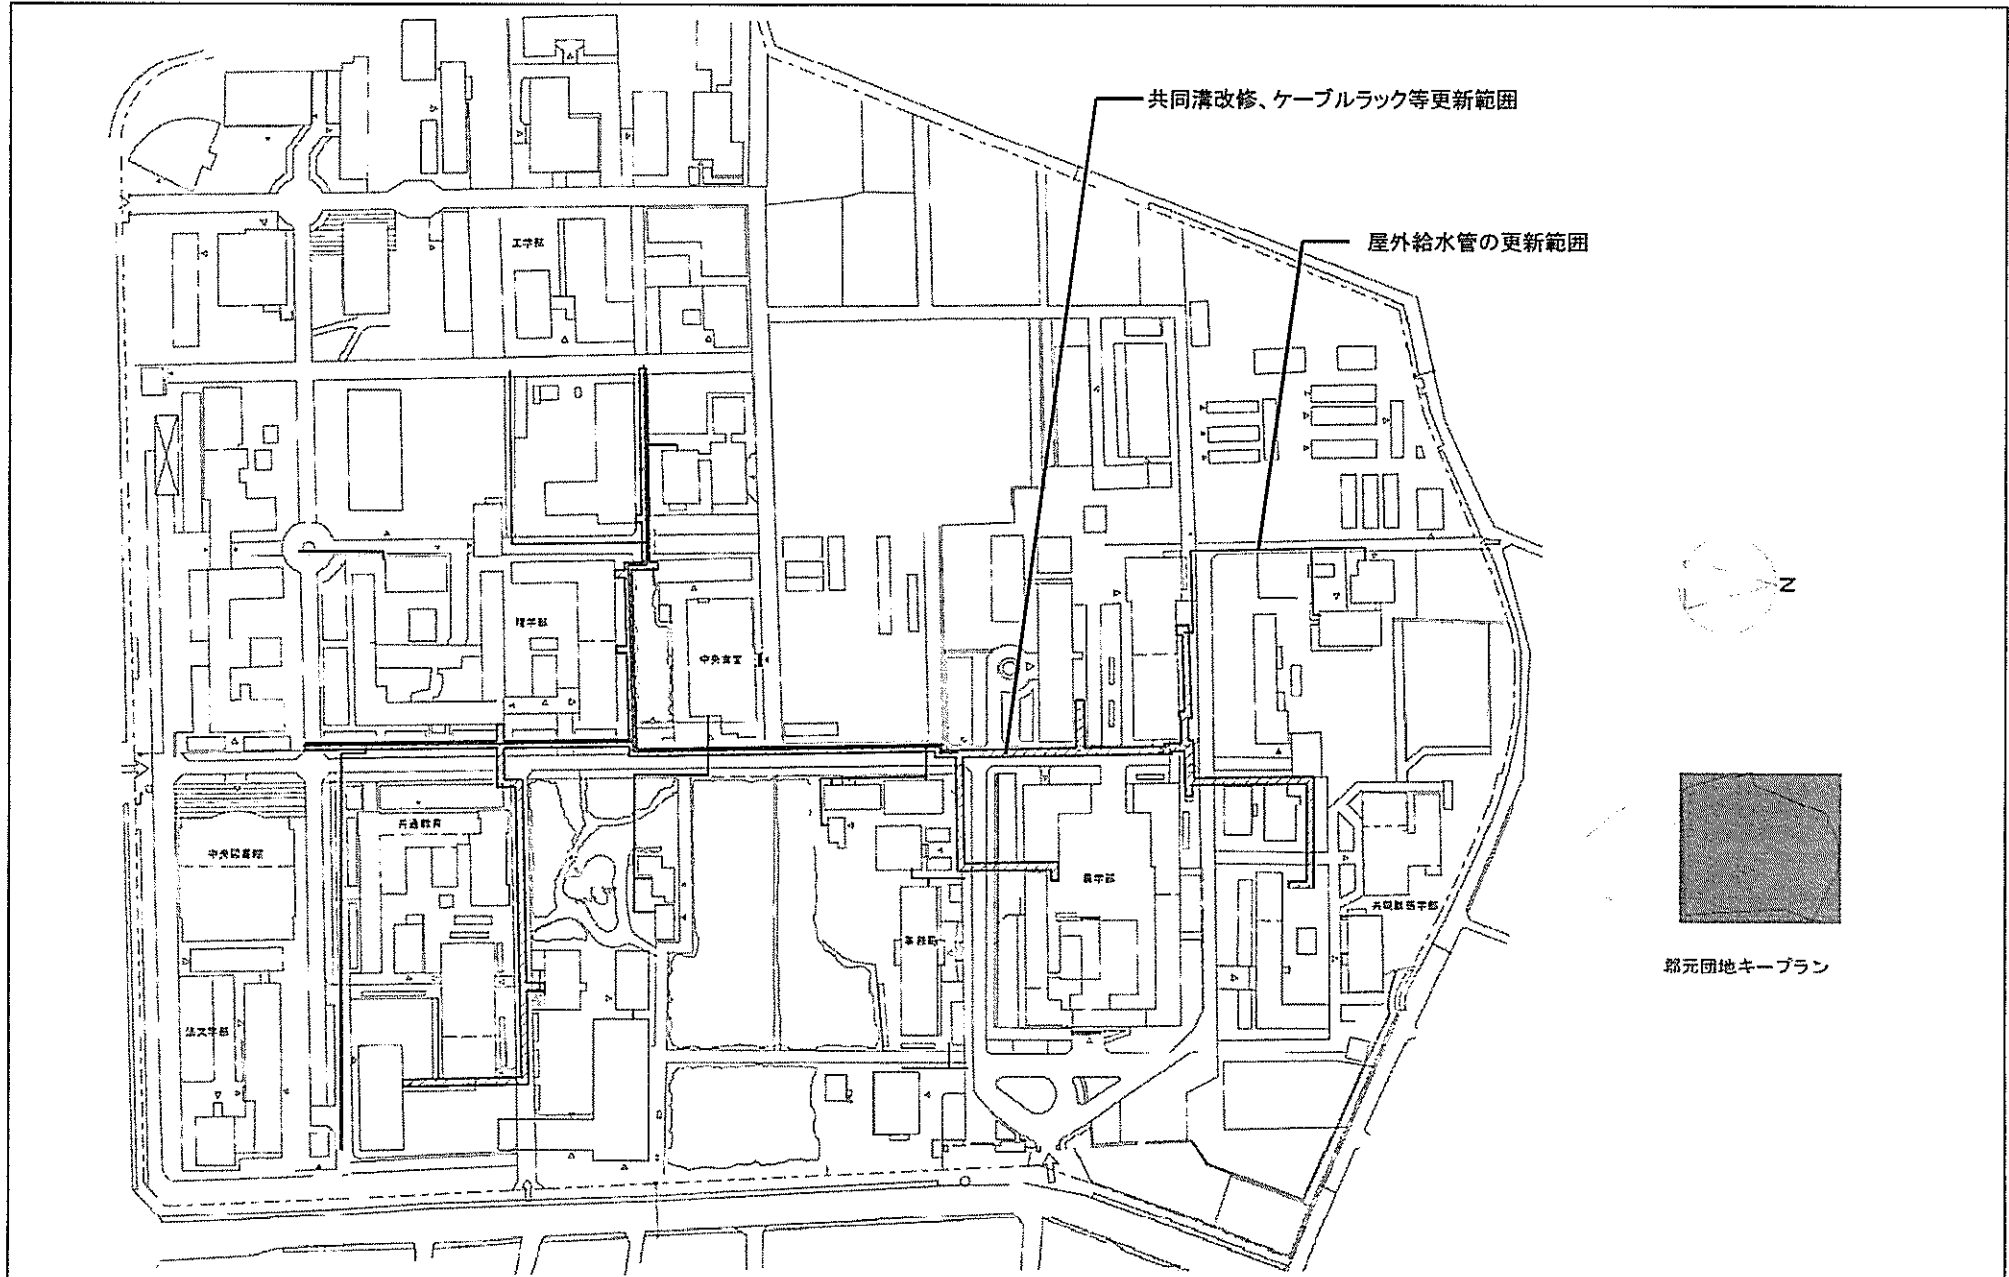 共同溝改修、ケーブルラック等更新範囲
屋外給水管の更新範囲
工学部
理学部
中央食堂
N
共通教育
中央図書館
農学部
共同獣医学部
事務局
郡元団地キープラン
法文学部